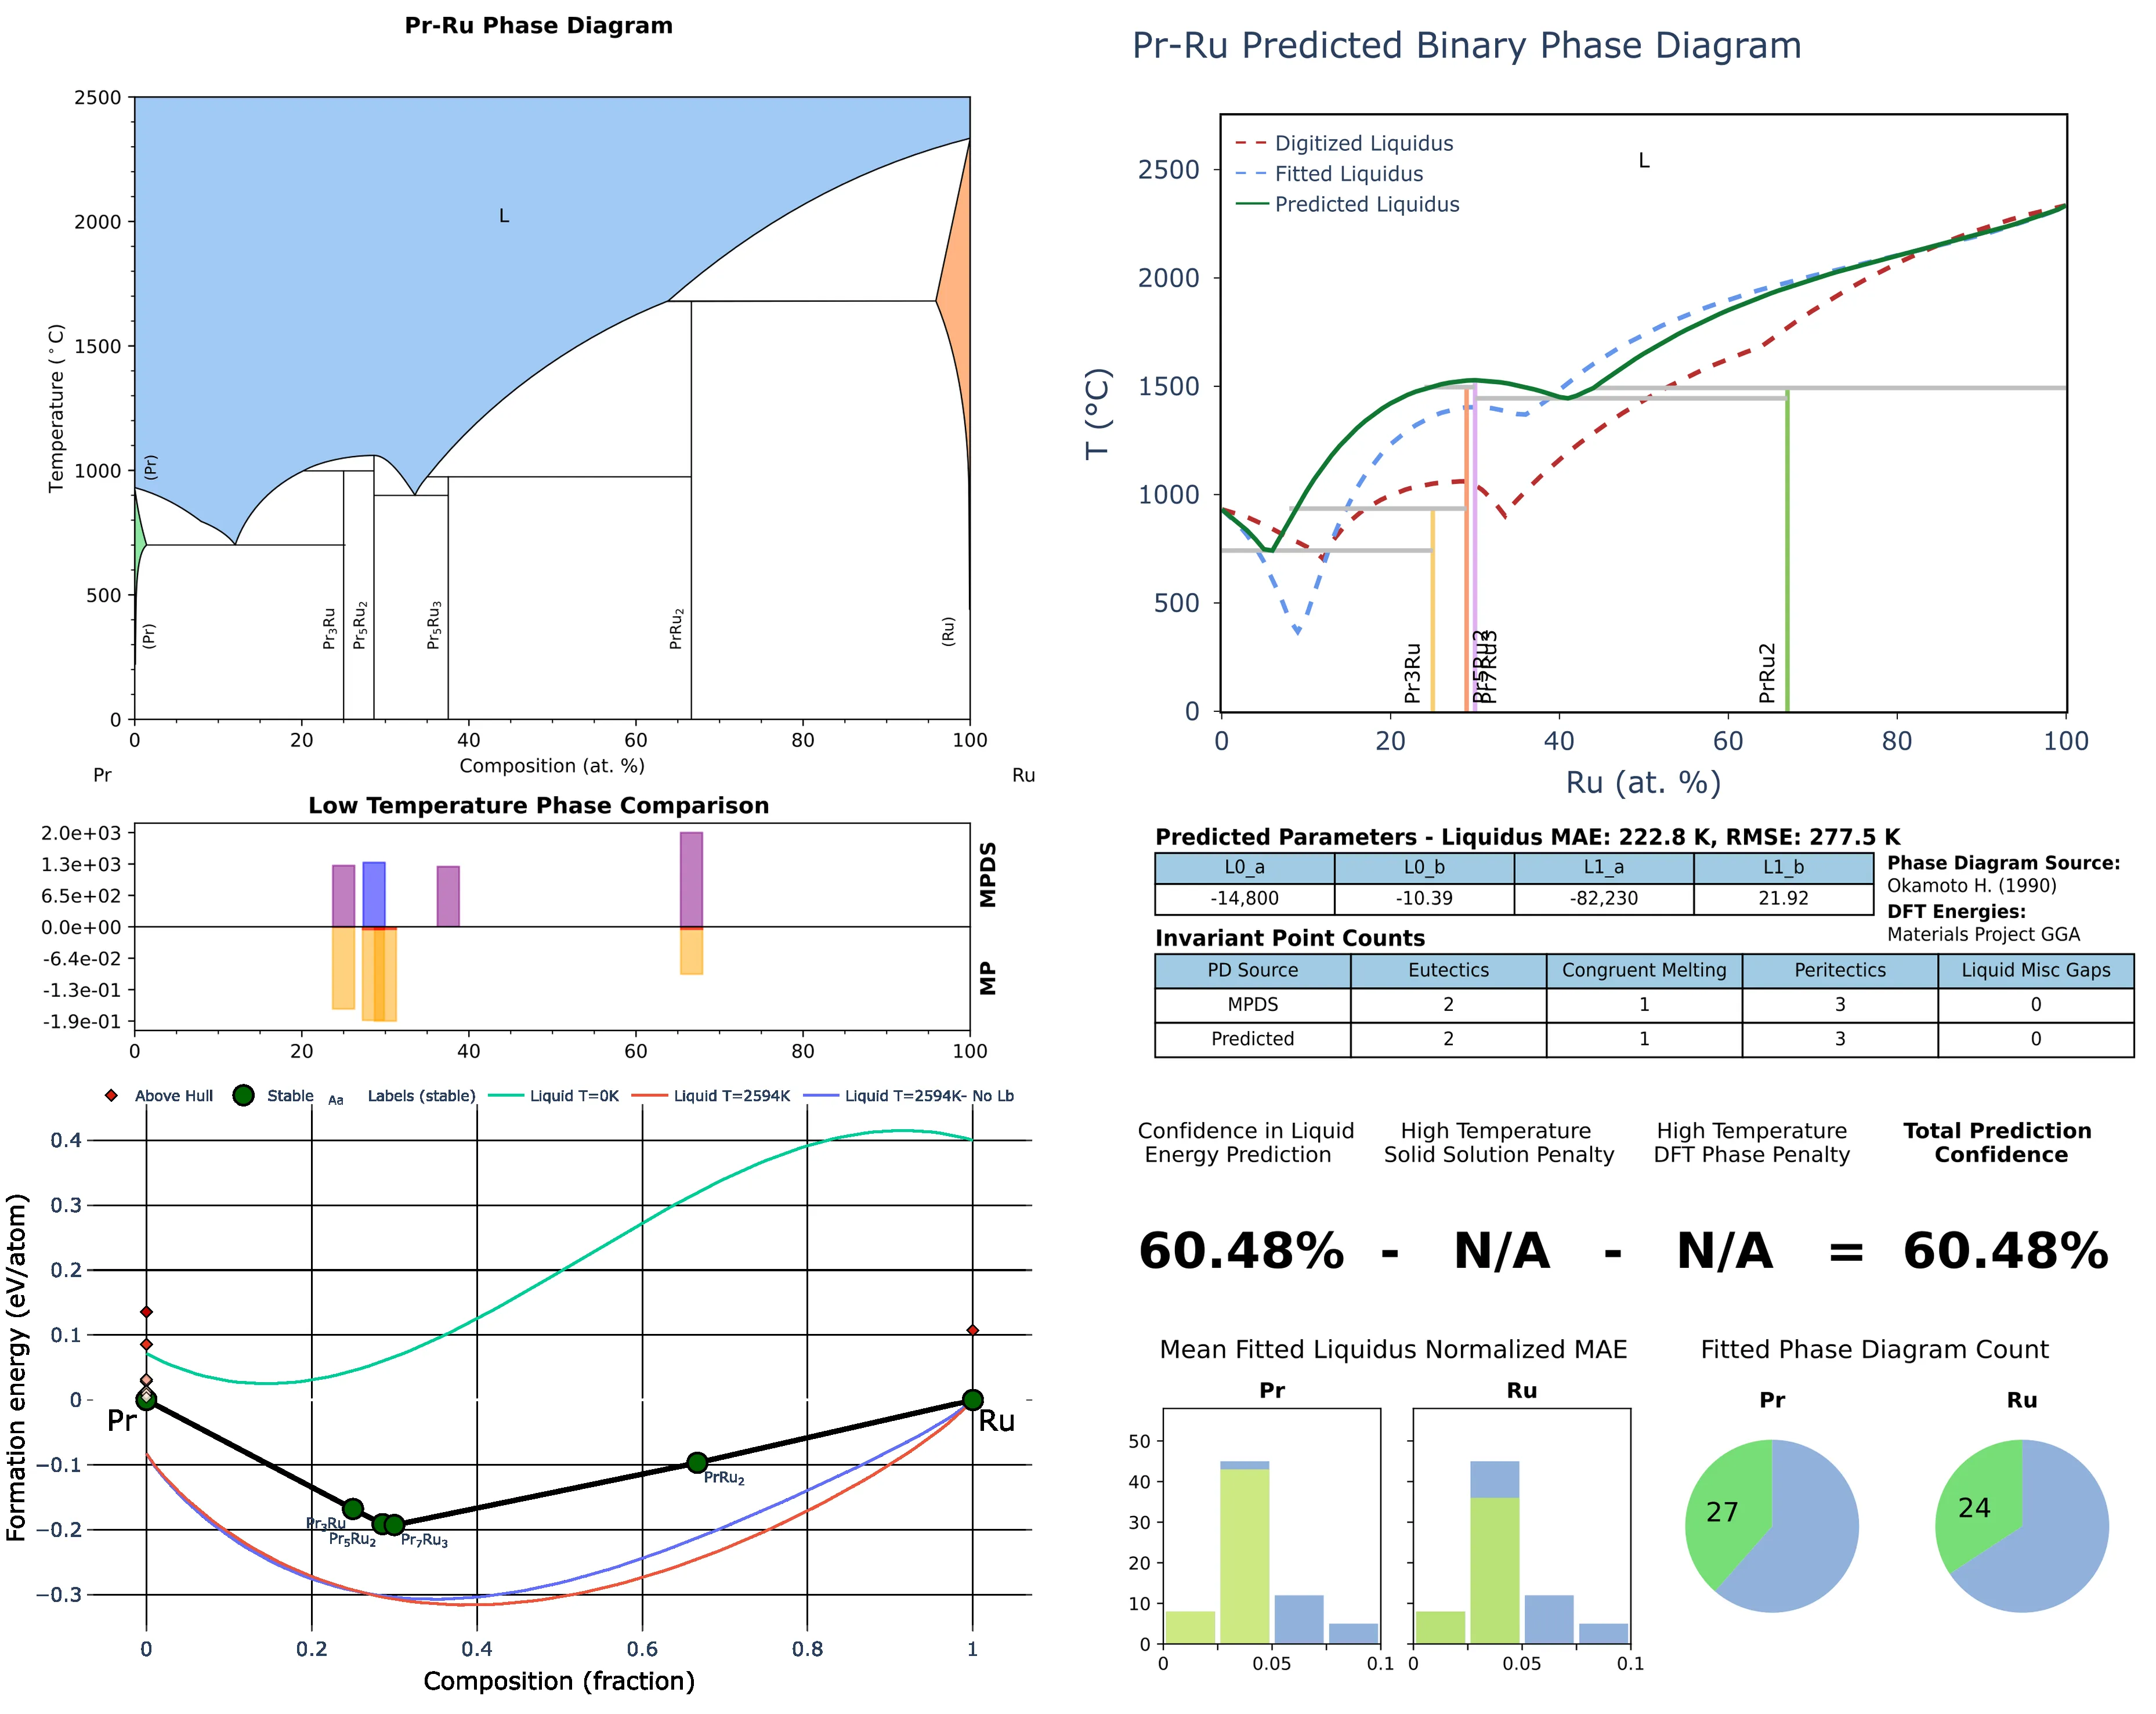 Pr-Ru Phase Diagram
2500
2000
1500
1000
500
0
Temperature (°C)
L
(Pr)
(Pr)
Pr3Ru
Pr5Ru2
Pr5Ru3
PrRu2
(Ru)
0 20 40 60 80 100
Composition (at. %)
Pr Ru
Low Temperature Phase Comparison
2.0e+03
1.3e+03
6.5e+02
0.0e+00
-6.4e-02
-1.3e-01
-1.9e-01
MPDS
MP
0 20 40 60 80 100
Above Hull Stable Aa Labels (stable) Liquid T=0K Liquid T=2594K Liquid T=2594K- No Lb
0.4
0.3
0.2
0.1
0
−0.1
−0.2
−0.3
Formation energy (eV/atom)
Pr
Pr3Ru
Pr5Ru2
Pr7Ru3
PrRu2
Ru
0 0.2 0.4 0.6 0.8 1
Composition (fraction)
Pr-Ru Predicted Binary Phase Diagram
Digitized Liquidus
Fitted Liquidus
Predicted Liquidus
L
2500
2000
1500
1000
500
0
T (°C)
Pr3Ru
Pr5Ru2
Pr7Ru3
PrRu2
0 20 40 60 80 100
Ru (at. %)
Predicted Parameters - Liquidus MAE: 222.8 K, RMSE: 277.5 K
L0_a L0_b L1_a L1_b
-14,800 -10.39 -82,230 21.92
Phase Diagram Source:
Okamoto H. (1990)
DFT Energies:
Materials Project GGA
Invariant Point Counts
PD Source Eutectics Congruent Melting Peritectics Liquid Misc Gaps
MPDS 2 1 3 0
Predicted 2 1 3 0
Confidence in Liquid
Energy Prediction
High Temperature
Solid Solution Penalty
High Temperature
DFT Phase Penalty
Total Prediction
Confidence
60.48% - N/A - N/A = 60.48%
Mean Fitted Liquidus Normalized MAE
Pr Ru
50
40
30
20
10
0
0 0.05 0.1
0 0.05 0.1
Fitted Phase Diagram Count
Pr Ru
27 24